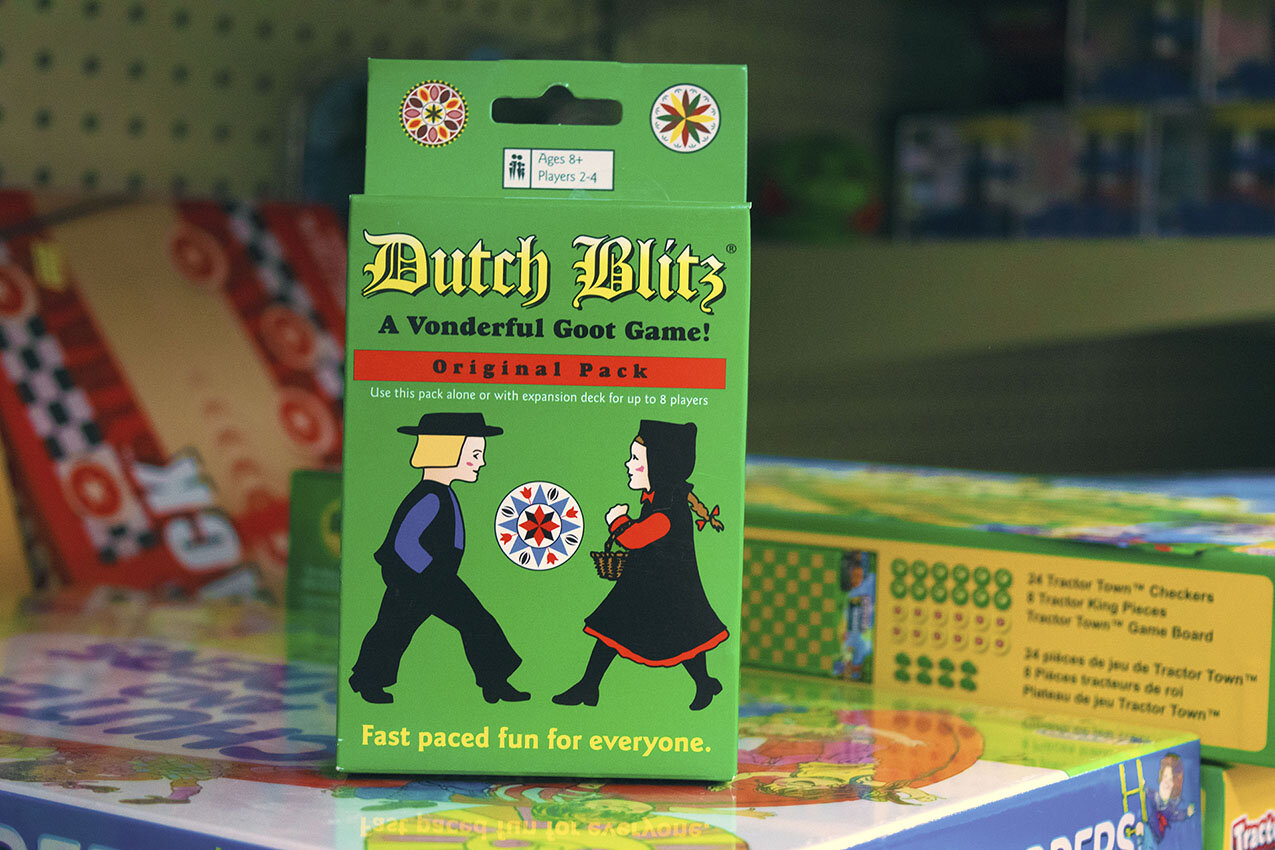 Ages 8+
Players 2-4
Dutch Blitz®
A Vonderful Goot Game!
Original Pack
Use this pack alone or with expansion deck for up to 8 players
Fast paced fun for everyone.
24 Tractor Town™ Checkers
8 Tractor King Pieces
Tractor Town™ Game Board
24 pièces de jeu de Tractor Town™
8 Pièces tracteurs de roi
Plateau de jeu Tractor Town™